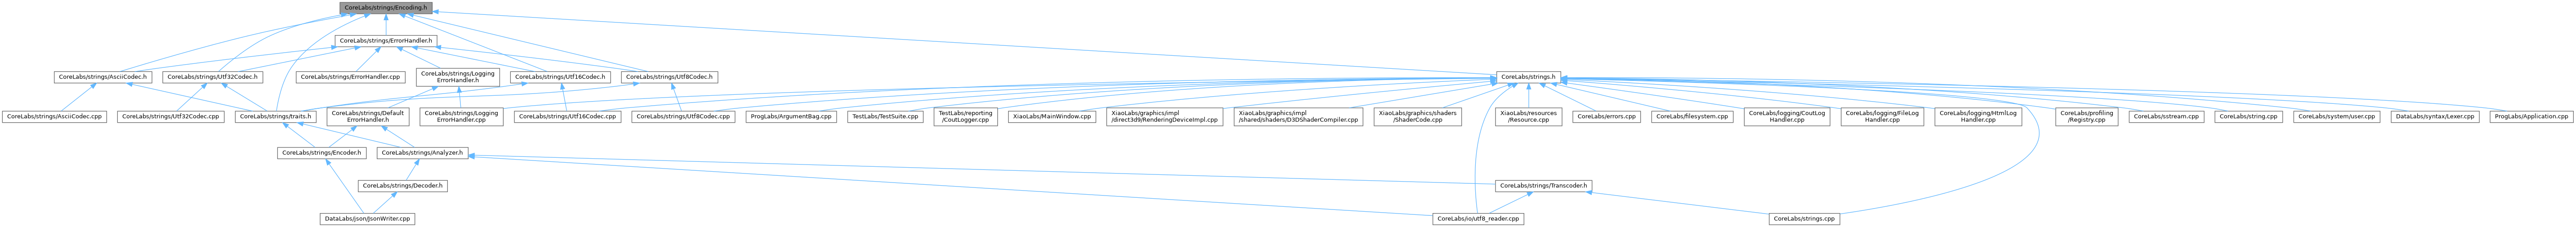 CoreLabs/strings/Encoding.h
CoreLabs/strings/ErrorHandler.h
CoreLabs/strings/AsciiCodec.h
CoreLabs/strings/Utf32Codec.h
CoreLabs/strings/ErrorHandler.cpp
CoreLabs/strings/Logging
ErrorHandler.h
CoreLabs/strings/Utf16Codec.h
CoreLabs/strings/Utf8Codec.h
CoreLabs/strings.h
CoreLabs/strings/AsciiCodec.cpp
CoreLabs/strings/Utf32Codec.cpp
CoreLabs/strings/traits.h
CoreLabs/strings/Default
ErrorHandler.h
CoreLabs/strings/Logging
ErrorHandler.cpp
CoreLabs/strings/Utf16Codec.cpp
CoreLabs/strings/Utf8Codec.cpp
ProgLabs/ArgumentBag.cpp
TestLabs/TestSuite.cpp
TestLabs/reporting
/CoutLogger.cpp
XiaoLabs/MainWindow.cpp
XiaoLabs/graphics/impl
/direct3d9/RenderingDeviceImpl.cpp
XiaoLabs/graphics/impl
/shared/shaders/D3DShaderCompiler.cpp
XiaoLabs/graphics/shaders
/ShaderCode.cpp
XiaoLabs/resources
/Resource.cpp
CoreLabs/errors.cpp
CoreLabs/filesystem.cpp
CoreLabs/logging/CoutLog
Handler.cpp
CoreLabs/logging/FileLog
Handler.cpp
CoreLabs/logging/HtmlLog
Handler.cpp
CoreLabs/profiling
/Registry.cpp
CoreLabs/sstream.cpp
CoreLabs/string.cpp
CoreLabs/system/user.cpp
DataLabs/syntax/Lexer.cpp
ProgLabs/Application.cpp
CoreLabs/strings/Encoder.h
CoreLabs/strings/Analyzer.h
CoreLabs/strings/Decoder.h
CoreLabs/strings/Transcoder.h
DataLabs/json/JsonWriter.cpp
CoreLabs/io/utf8_reader.cpp
CoreLabs/strings.cpp